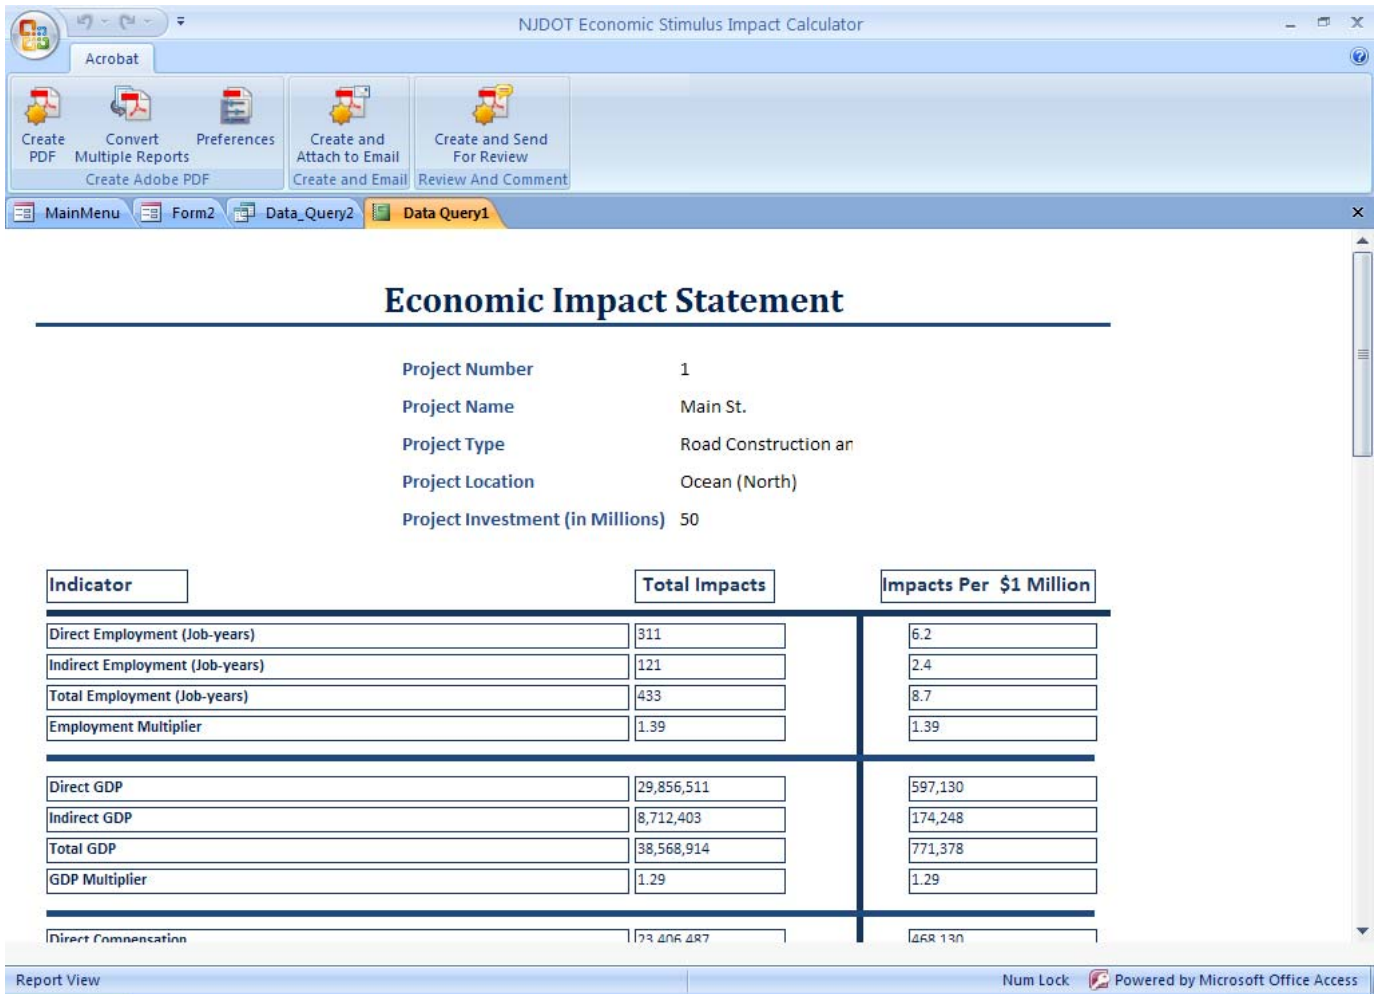 NJDOT Economic Stimulus Impact Calculator
Acrobat
Create PDF
Convert Multiple Reports
Preferences
Create and Attach to Email
Create and Send For Review
Create Adobe PDF
Create and Email
Review And Comment
MainMenu Form2 Data_Query2 Data Query1
Economic Impact Statement
Project Number 1
Project Name Main St.
Project Type Road Construction an
Project Location Ocean (North)
Project Investment (in Millions) 50
Indicator Total Impacts Impacts Per $1 Million
Direct Employment (Job-years) 311 6.2
Indirect Employment (Job-years) 121 2.4
Total Employment (Job-years) 433 8.7
Employment Multiplier 1.39 1.39
Direct GDP 29,856,511 597,130
Indirect GDP 8,712,403 174,248
Total GDP 38,568,914 771,378
GDP Multiplier 1.29 1.29
Direct Compensation 23,406,487 468,130
Report View Num Lock Powered by Microsoft Office Access